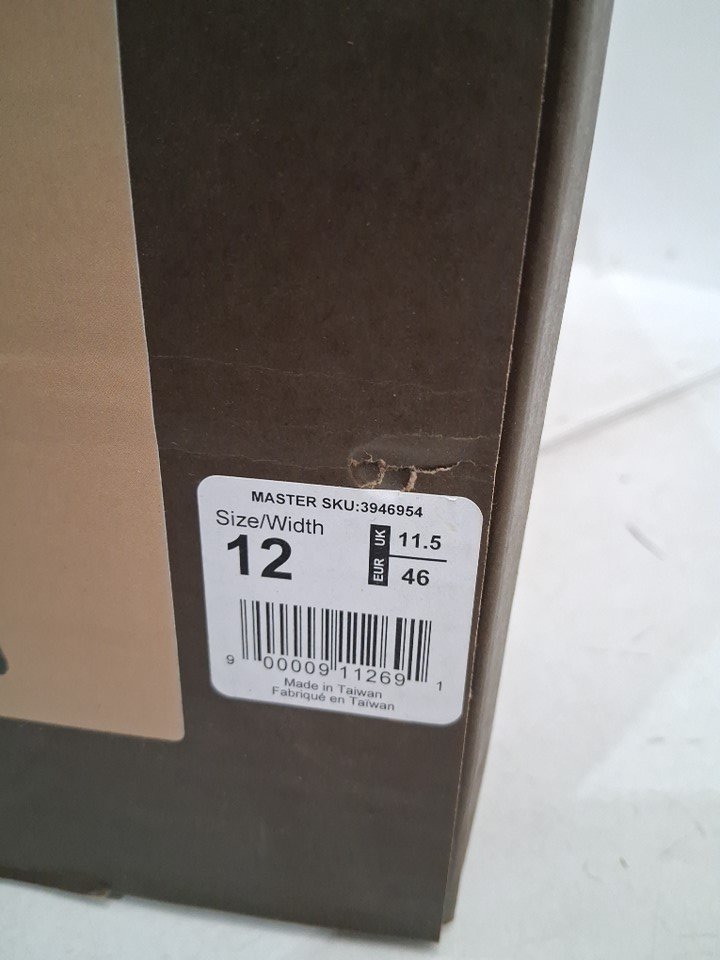 MASTER SKU:3946954
Size/Width
12
UK 11.5
EUR 46
9 00009 11269 1
Made in Taiwan
Fabriqué en Taïwan